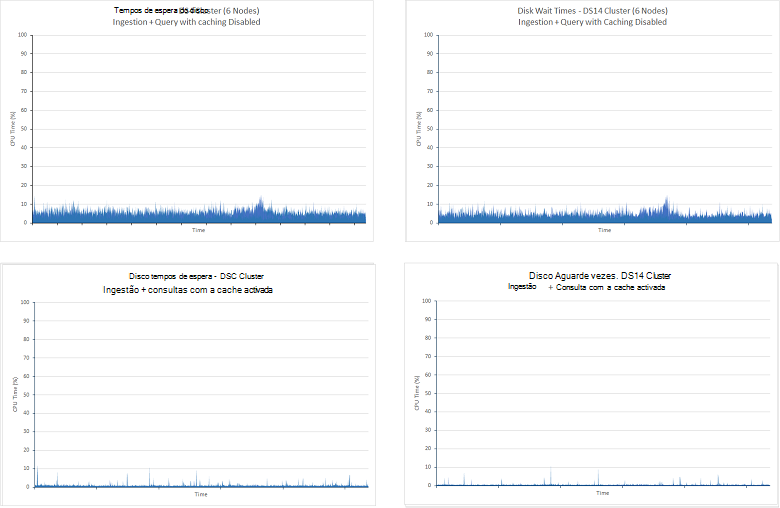 Tempos de espera do disco Cluster (6 Nodes)
Ingestion + Query with caching Disabled
100
90
80
70
60
50
40
30
20
10
0
CPU Time (%)
Time
Disk Wait Times - DS14 Cluster (6 Nodes)
Ingestion + Query with Caching Disabled
100
90
80
70
60
50
40
30
20
10
0
CPU Time (%)
Time
Disco tempos de espera - DSC Cluster
Ingestão + consultas com a cache activada
100
90
80
70
60
50
40
30
20
10
0
CPU Time (%)
Time
Disco Aguarde vezes. DS14 Cluster
Ingestão + Consulta com a cache activada
100
90
80
70
60
50
40
30
20
10
0
CPU Time (%)
Time